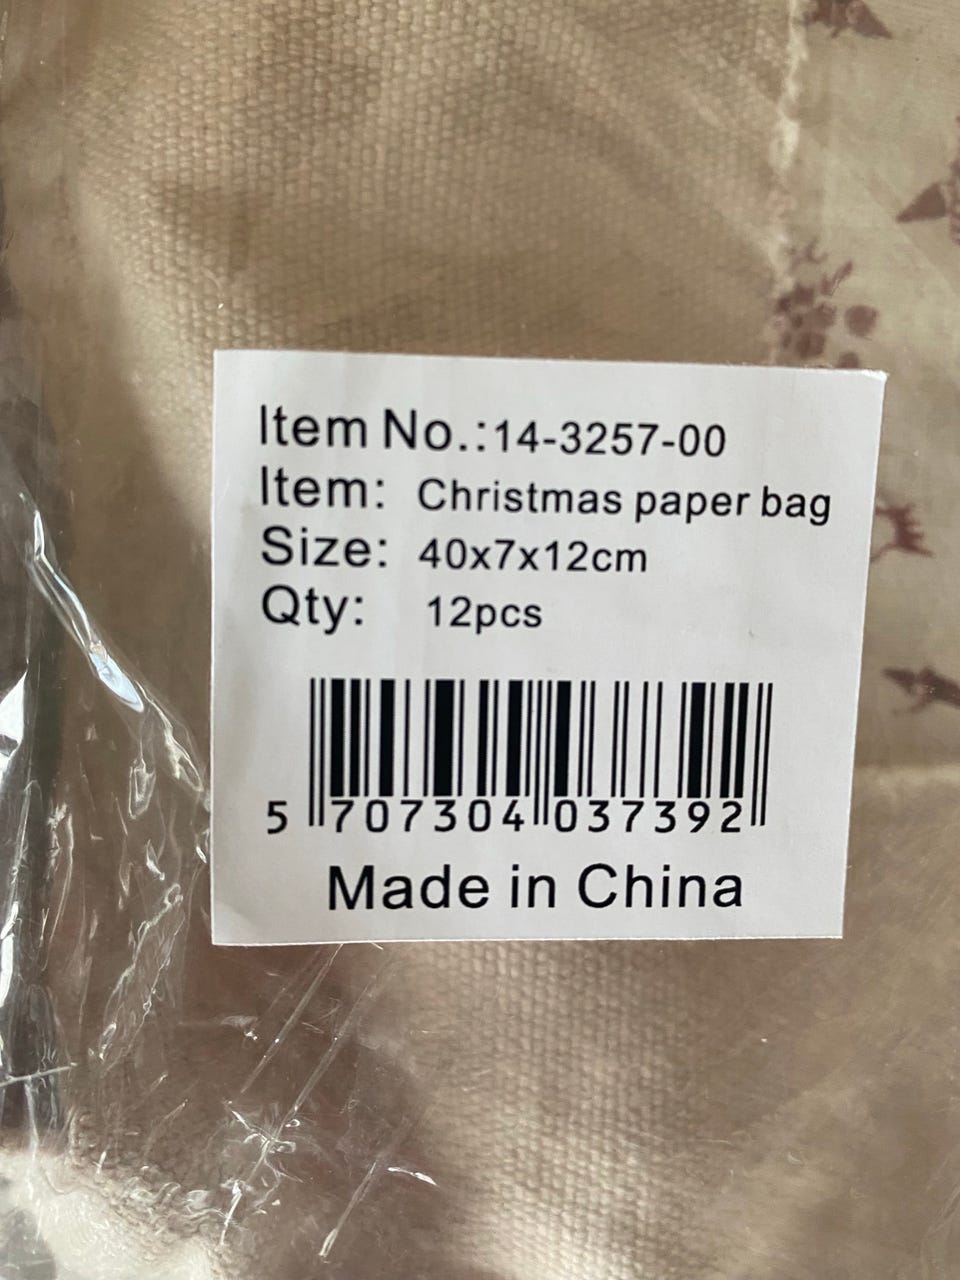 Item No.:14-3257-00
Item: Christmas paper bag
Size: 40x7x12cm
Qty: 12pcs
5 707304 037392
Made in China